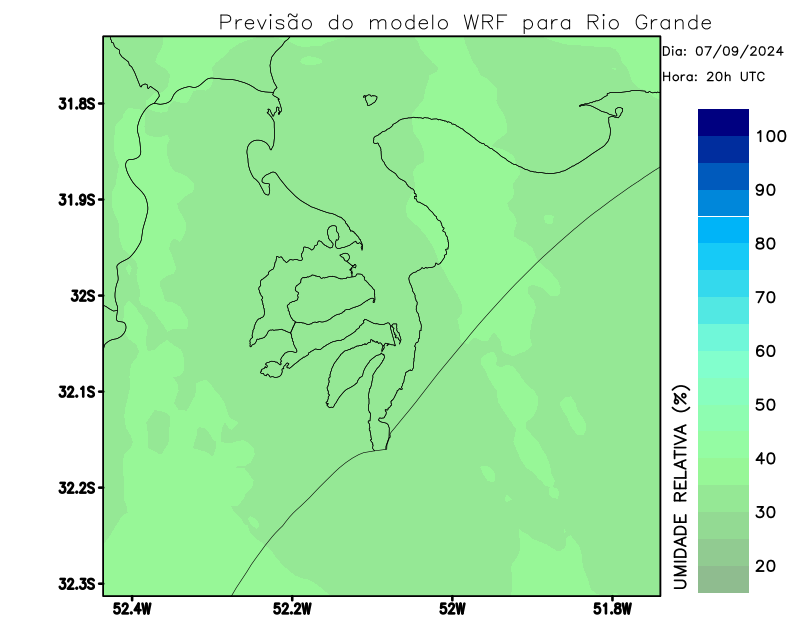 Previsão do modelo WRF para Rio Grande
Dia: 07/09/2024
Hora: 20h UTC
31.8S
31.9S
32S
32.1S
32.2S
32.3S
52.4W
52.2W
52W
51.8W
UMIDADE RELATIVA (%)
100
90
80
70
60
50
40
30
20